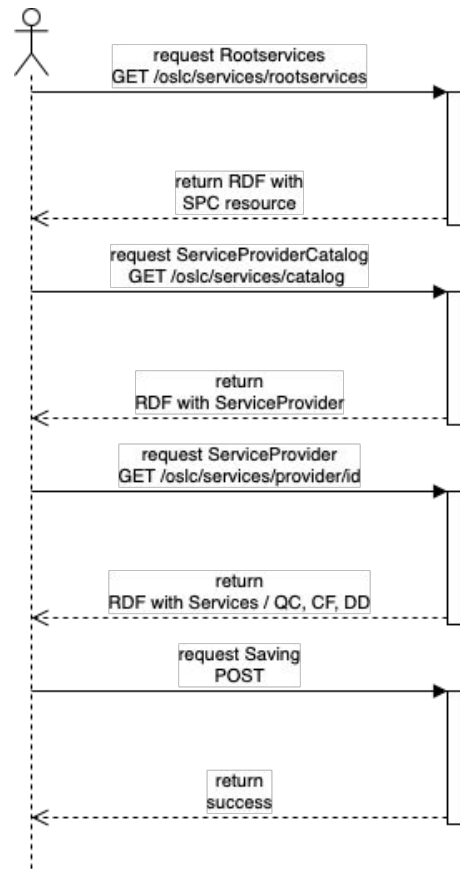 request Rootservices
GET /oslc/services/rootservices
return RDF with
SPC resource
request ServiceProviderCatalog
GET /oslc/services/catalog
return
RDF with ServiceProvider
request ServiceProvider
GET /oslc/services/provider/id
return
RDF with Services / QC, CF, DD
request Saving
POST
return
success